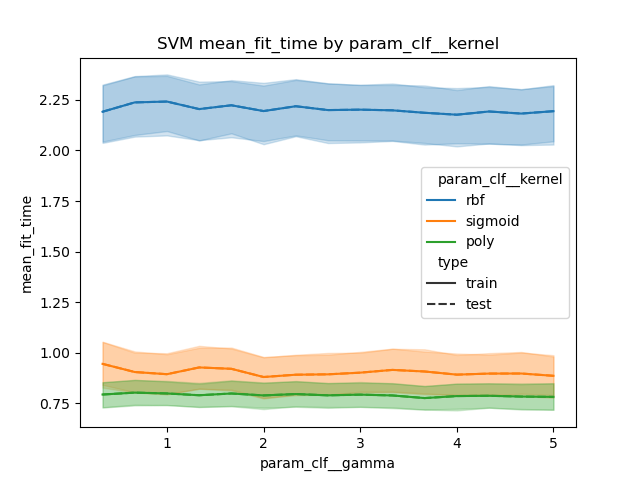 SVM mean_fit_time by param_clf__kernel
mean_fit_time
2.25
2.00
1.75
1.50
1.25
1.00
0.75
param_clf__kernel
rbf
sigmoid
poly
type
train
test
1 2 3 4 5
param_clf__gamma